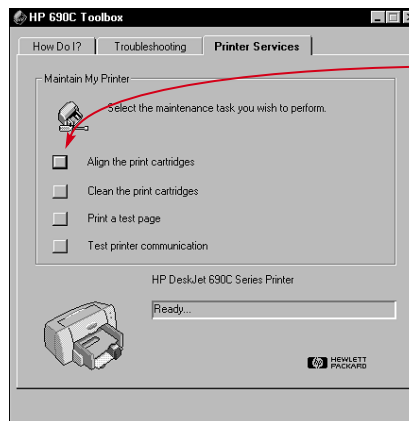 HP 690C Toolbox
How Do I? Troubleshooting Printer Services
Maintain My Printer
Select the maintenance task you wish to perform.
Align the print cartridges
Clean the print cartridges
Print a test page
Test printer communication
HP DeskJet 690C Series Printer
Ready...
hp HEWLETT
PACKARD